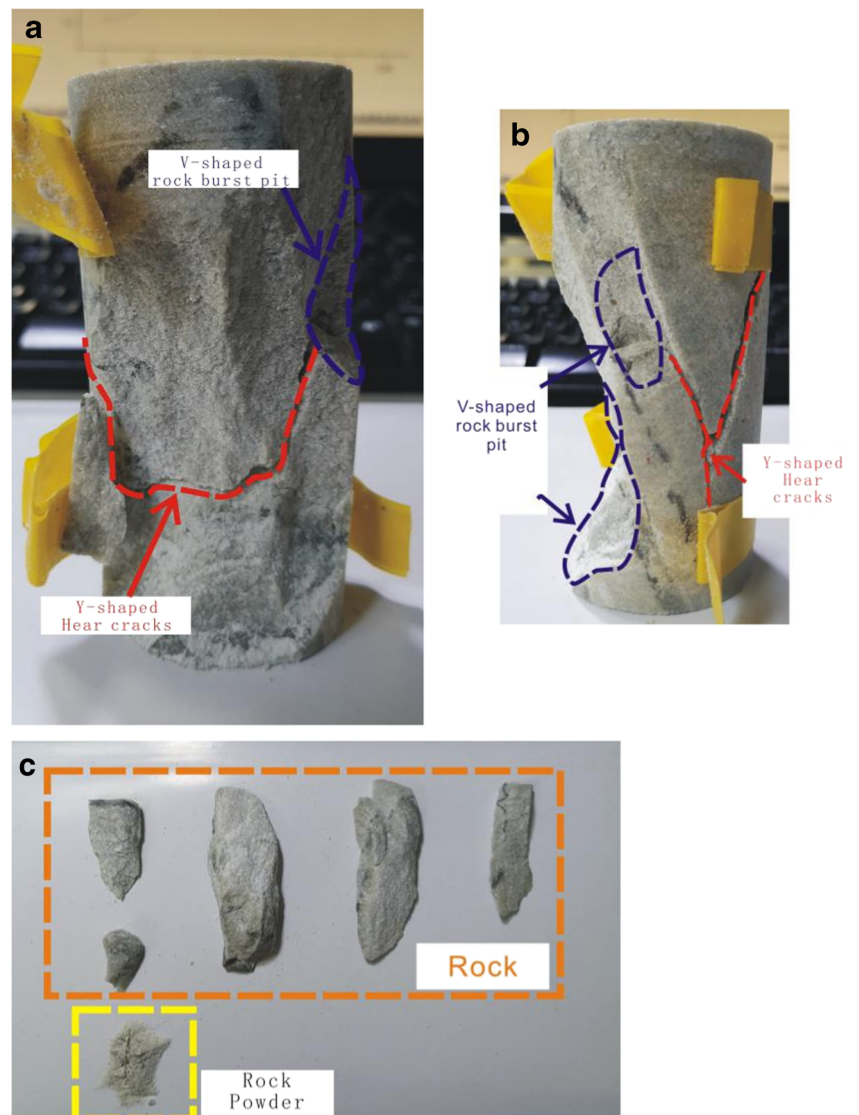 a
V-shaped
rock burst pit
Y-shaped
Hear cracks
b
V-shaped
rock burst
pit
Y-shaped
Hear
cracks
c
Rock
Rock
Powder